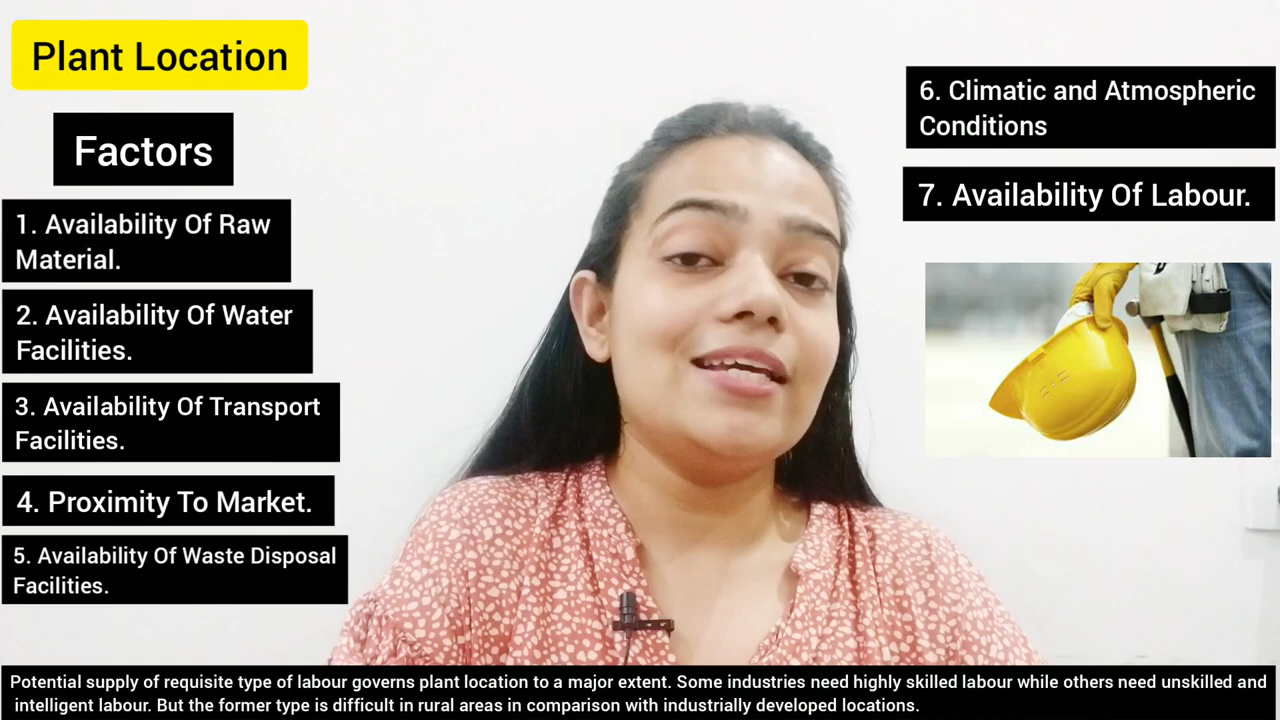 Plant Location
Factors
1. Availability Of Raw
Material.
2. Availability Of Water
Facilities.
3. Availability Of Transport
Facilities.
4. Proximity To Market.
5. Availability Of Waste Disposal
Facilities.
6. Climatic and Atmospheric
Conditions
7. Availability Of Labour.
Potential supply of requisite type of labour governs plant location to a major extent. Some industries need highly skilled labour while others need unskilled and
intelligent labour. But the former type is difficult in rural areas in comparison with industrially developed locations.